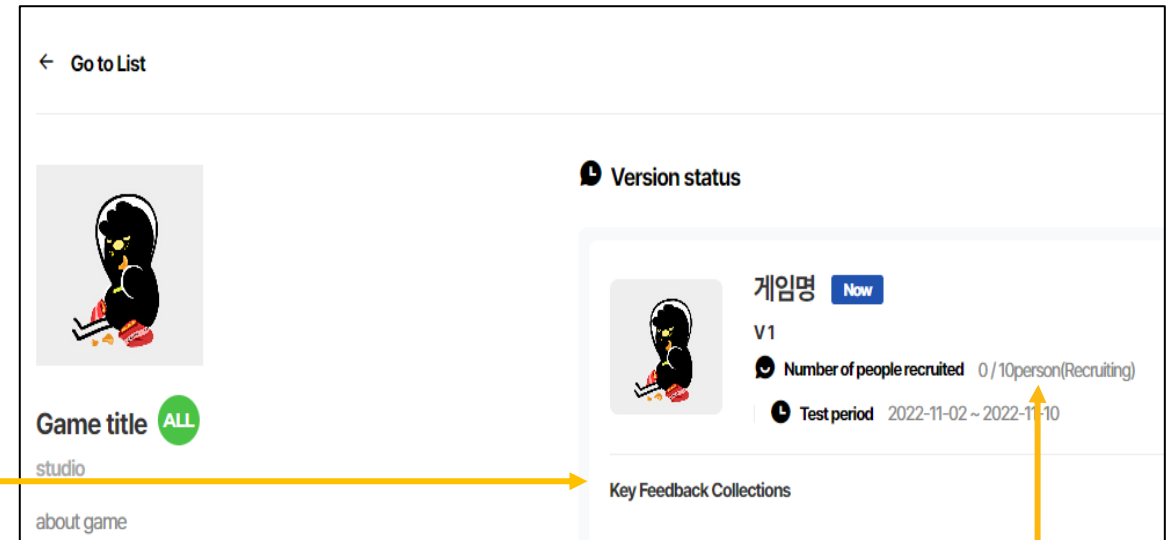 ← Go to List
Game title ALL
studio
about game
Version status
게임명 Now
V1
Number of people recruited 0 / 10person(Recruiting)
Test period 2022-11-02 ~ 2022-11-10
Key Feedback Collections